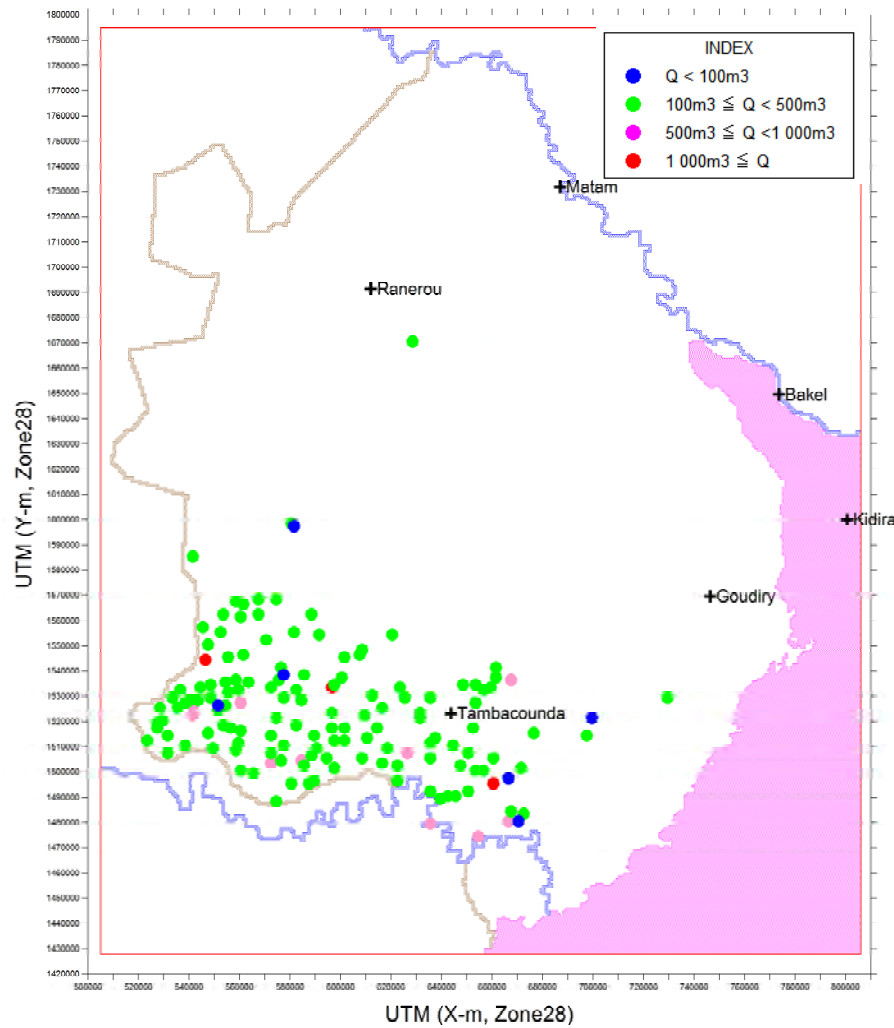 INDEX
Q < 100m3
100m3 ≦ Q < 500m3
500m3 ≦ Q <1 000m3
1 000m3 ≦ Q
Matam
Ranerou
Bakel
Kidira
Goudiry
Tambacounda
UTM (Y-m, Zone28)
1800000
1790000
1780000
1770000
1760000
1750000
1740000
1730000
1720000
1710000
1700000
1690000
1680000
1670000
1660000
1650000
1640000
1630000
1620000
1610000
1600000
1590000
1580000
1570000
1560000
1550000
1540000
1530000
1520000
1510000
1500000
1490000
1480000
1470000
1460000
1450000
1440000
1430000
1420000
500000 520000 540000 560000 580000 600000 620000 640000 660000 680000 700000 720000 740000 760000 780000 800000
UTM (X-m, Zone28)